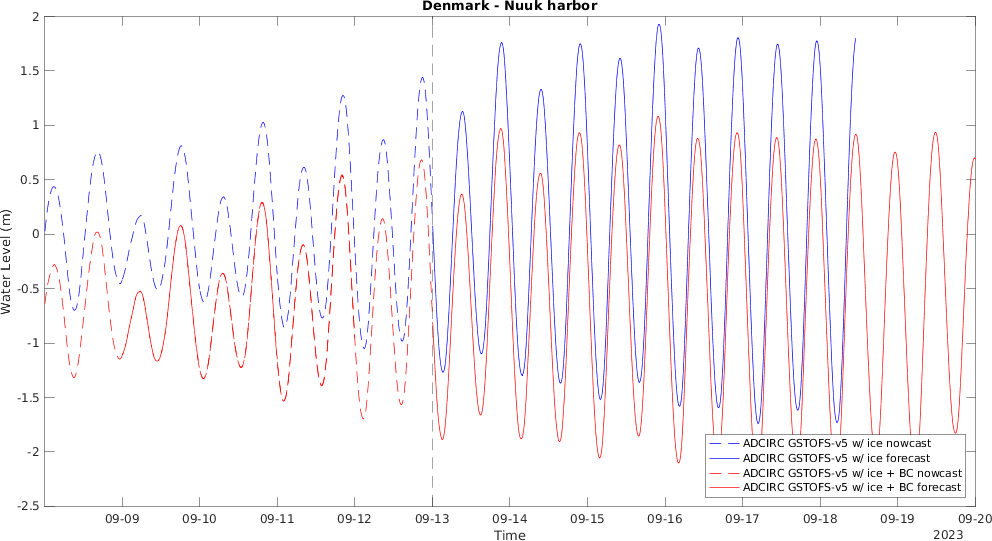 Denmark - Nuuk harbor
Water Level (m)
2
1.5
1
0.5
0
-0.5
-1
-1.5
-2
-2.5
ADCIRC GSTOFS-v5 w/ ice nowcast
ADCIRC GSTOFS-v5 w/ ice forecast
ADCIRC GSTOFS-v5 w/ ice + BC nowcast
ADCIRC GSTOFS-v5 w/ ice + BC forecast
09-09 09-10 09-11 09-12 09-13 09-14 09-15 09-16 09-17 09-18 09-19 09-20
Time
2023